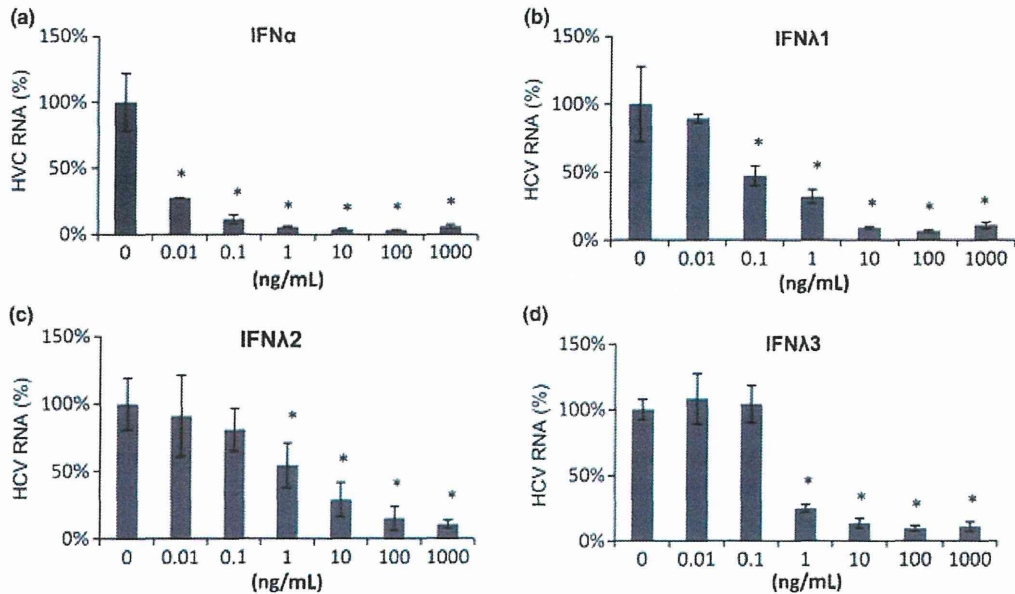 (a)
IFNα
150%
100%
50%
0%
HVC RNA (%)
*
*
*
*
*
*
0 0.01 0.1 1 10 100 1000
(ng/mL)
(b)
IFNλ1
150%
100%
50%
0%
HCV RNA (%)
*
*
*
*
*
0 0.01 0.1 1 10 100 1000
(ng/mL)
(c)
IFNλ2
150%
100%
50%
0%
HCV RNA (%)
*
*
*
*
0 0.01 0.1 1 10 100 1000
(ng/mL)
(d)
IFNλ3
150%
100%
50%
0%
HCV RNA (%)
*
*
*
*
0 0.01 0.1 1 10 100 1000
(ng/mL)